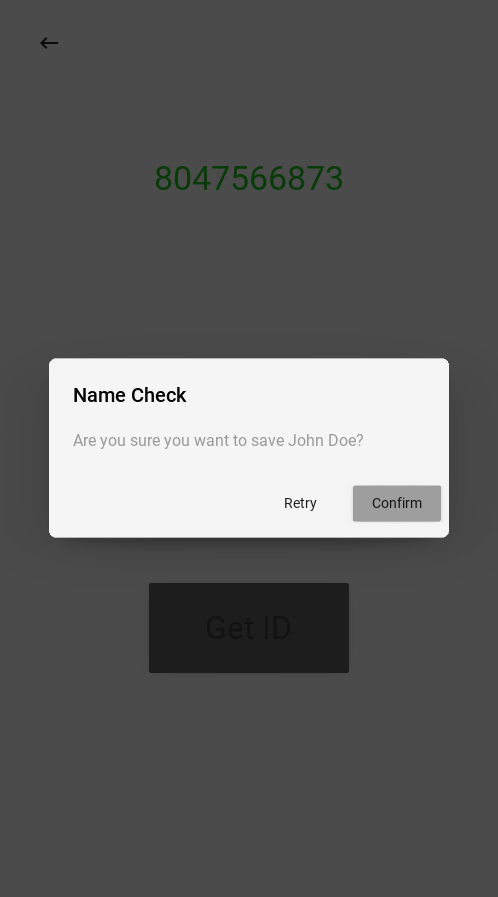 8047566873
Name Check
Are you sure you want to save John Doe?
Retry Confirm
Get ID